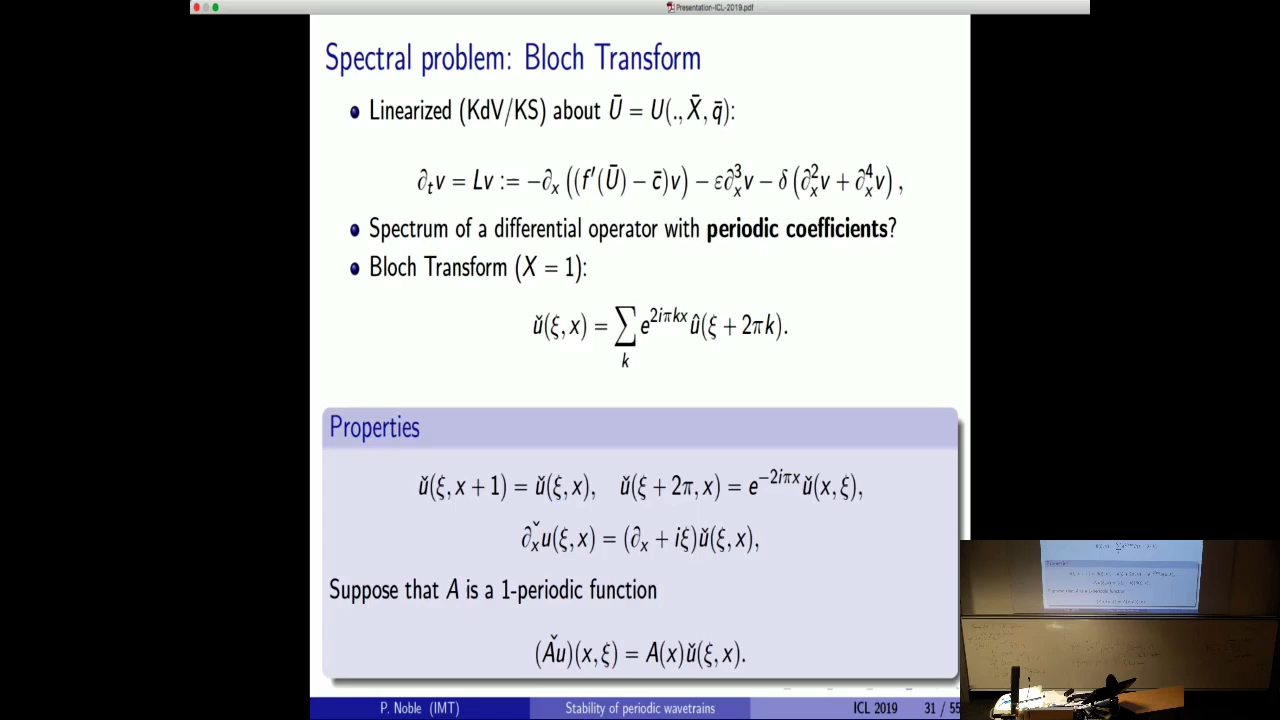 Presentation-ICL-2019.pdf
Spectral problem: Bloch Transform
Linearized (KdV/KS) about Ū = U(., X̄, q̄):
∂ₜv = Lv := −∂ₓ ((f′(Ū) − c̄)v) − ε∂ₓ³v − δ (∂ₓ²v + ∂ₓ⁴v) ,
Spectrum of a differential operator with periodic coefficients?
Bloch Transform (X = 1):
ǔ(ξ, x) = ∑ₖ e^{2iπkx} û(ξ + 2πk).
Properties
ǔ(ξ, x + 1) = ǔ(ξ, x), ǔ(ξ + 2π, x) = e^{−2iπx} ǔ(x, ξ),
∂ₓ̌u(ξ, x) = (∂ₓ + iξ)ǔ(ξ, x),
Suppose that A is a 1-periodic function
(Ǎu)(x, ξ) = A(x)ǔ(ξ, x).
P. Noble (IMT) Stability of periodic wavetrains ICL 2019 31 / 55